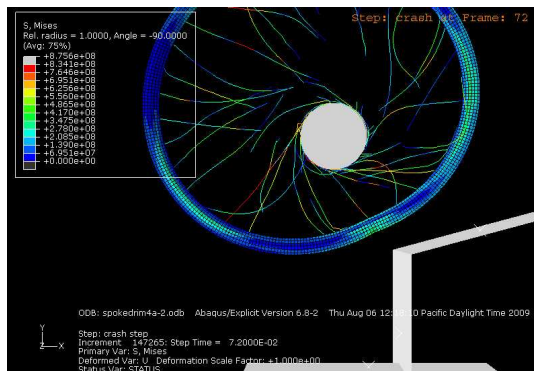 S, Mises
Rel. radius = 1.0000, Angle = -90.0000
(Avg: 75%)
+8.756e+08
+8.341e+08
+7.646e+08
+6.951e+08
+6.256e+08
+5.560e+08
+4.865e+08
+4.170e+08
+3.475e+08
+2.780e+08
+2.085e+08
+1.390e+08
+6.951e+07
+0.000e+00
Step: crash at Frame: 72
ODB: spokedrim4a-2.odb Abaqus/Explicit Version 6.8-2 Thu Aug 06 Pacific Daylight Time 2009
Y
Z X
Step: crash step
Increment 147265: Step Time = 7.2000E-02
Primary Var: S, Mises
Deformed Var: U Deformation Scale Factor: +1.000e+00
Status Var: STATUS